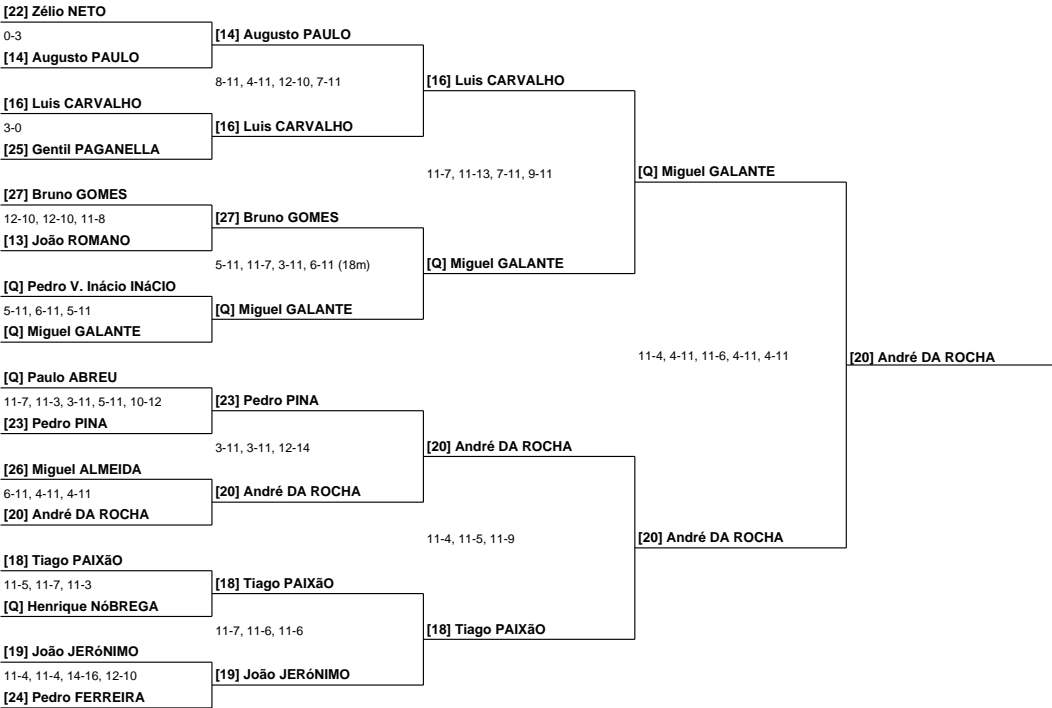 [22] Zélio NETO
0-3
[14] Augusto PAULO
[16] Luis CARVALHO
3-0
[25] Gentil PAGANELLA
[27] Bruno GOMES
12-10, 12-10, 11-8
[13] João ROMANO
[Q] Pedro V. Inácio INáCIO
5-11, 6-11, 5-11
[Q] Miguel GALANTE
[Q] Paulo ABREU
11-7, 11-3, 3-11, 5-11, 10-12
[23] Pedro PINA
[26] Miguel ALMEIDA
6-11, 4-11, 4-11
[20] André DA ROCHA
[18] Tiago PAIXãO
11-5, 11-7, 11-3
[Q] Henrique NóBREGA
[19] João JERóNIMO
11-4, 11-4, 14-16, 12-10
[24] Pedro FERREIRA
[14] Augusto PAULO
8-11, 4-11, 12-10, 7-11
[16] Luis CARVALHO
[27] Bruno GOMES
5-11, 11-7, 3-11, 6-11 (18m)
[Q] Miguel GALANTE
[23] Pedro PINA
3-11, 3-11, 12-14
[20] André DA ROCHA
[18] Tiago PAIXãO
11-7, 11-6, 11-6
[19] João JERóNIMO
[16] Luis CARVALHO
11-7, 11-13, 7-11, 9-11
[Q] Miguel GALANTE
[20] André DA ROCHA
11-4, 11-5, 11-9
[18] Tiago PAIXãO
[Q] Miguel GALANTE
11-4, 4-11, 11-6, 4-11, 4-11
[20] André DA ROCHA
[20] André DA ROCHA